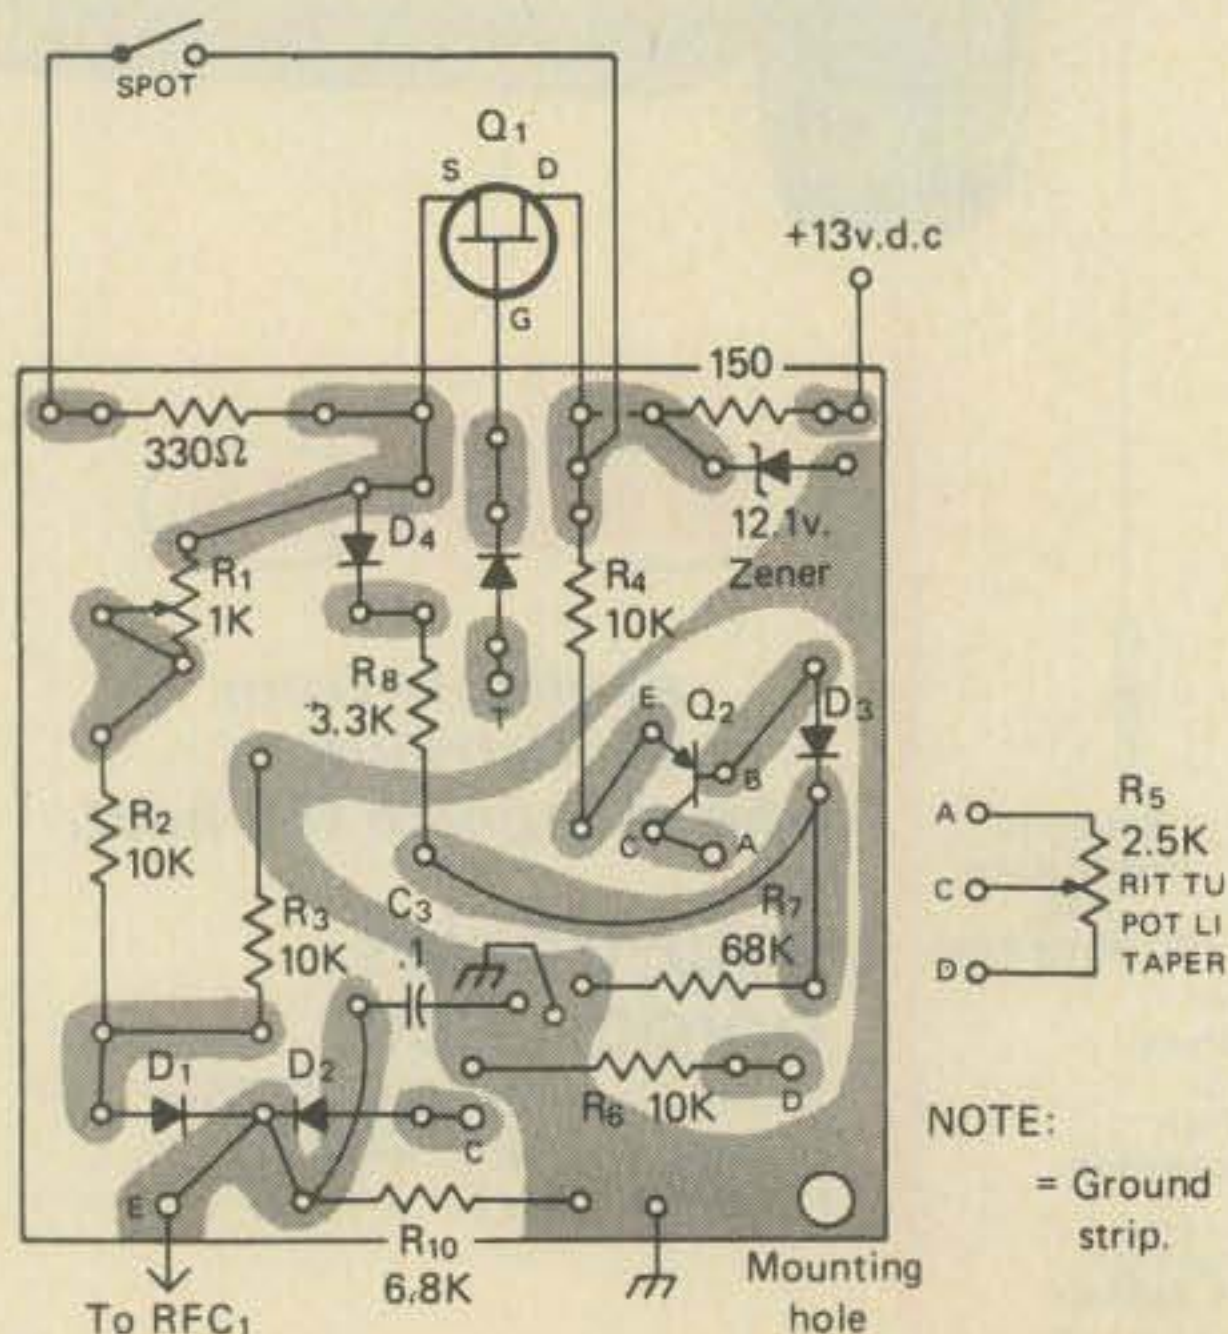 SPOT
Q1
S D
G
+13v.d.c
150
330Ω
12.1v.
Zener
D4
R1
1K
R4
10K
R8
3.3K
T
E
Q2
D3
B
C
A
R2
10K
R3
10K
C3
.1
R7
68K
A
R5
2.5K
C
RIT TU
POT LI
D
TAPER
D1
D2
R6 10K
D
C
E
R10
6.8K
To RFC1
Mounting
hole
NOTE:
= Ground
strip.